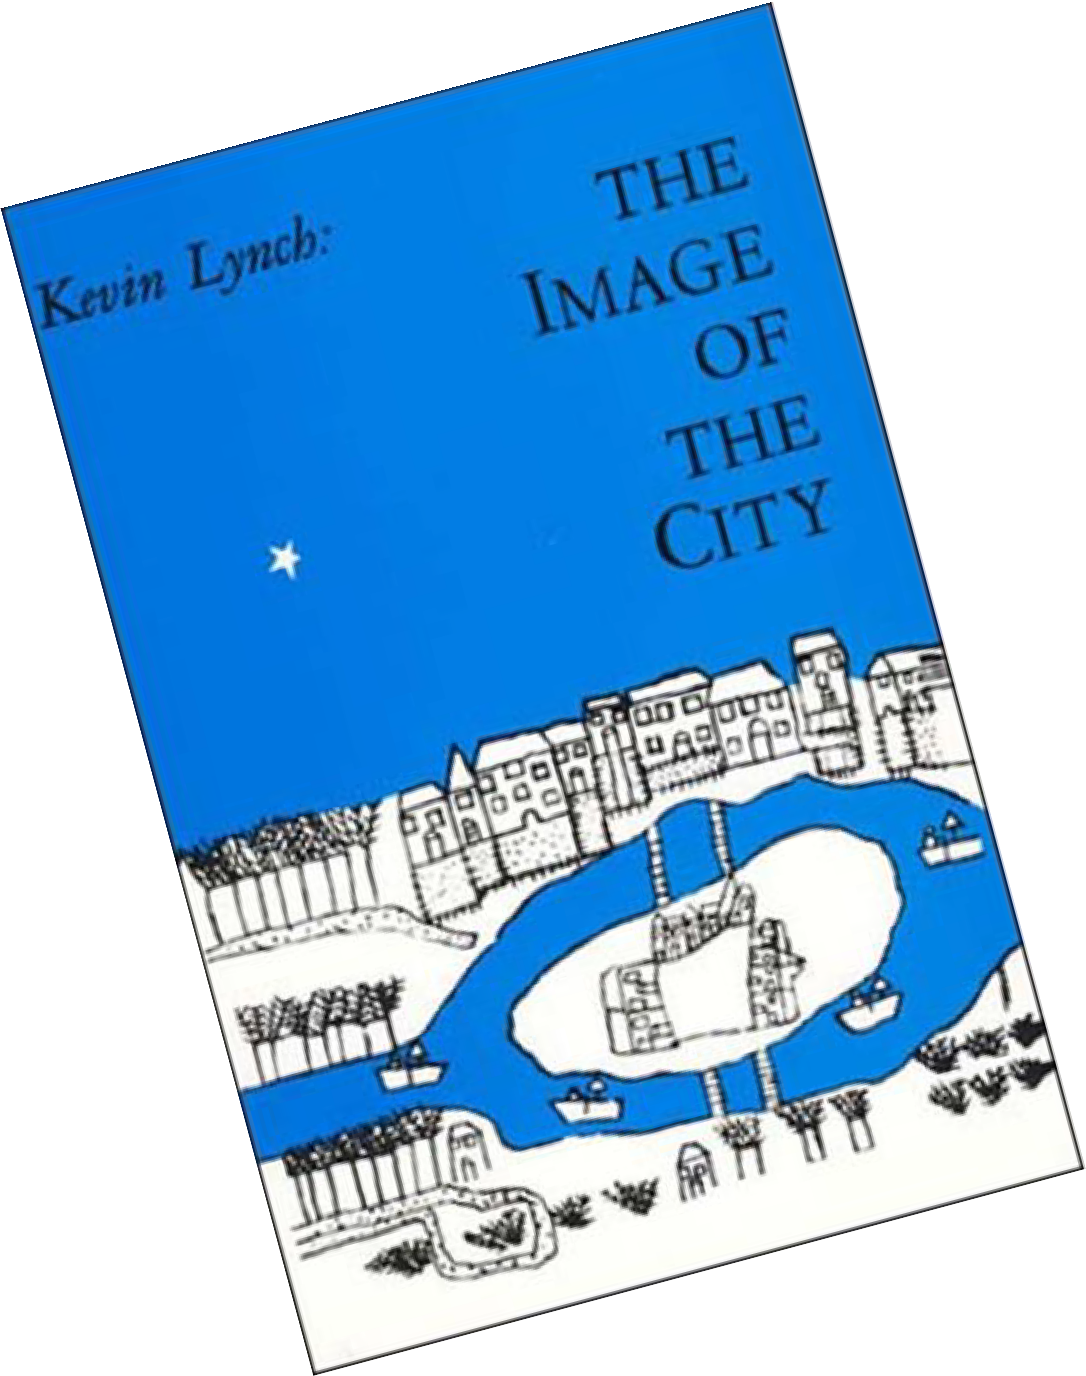 Kevin Lynch:
THE
IMAGE
OF
THE
CITY